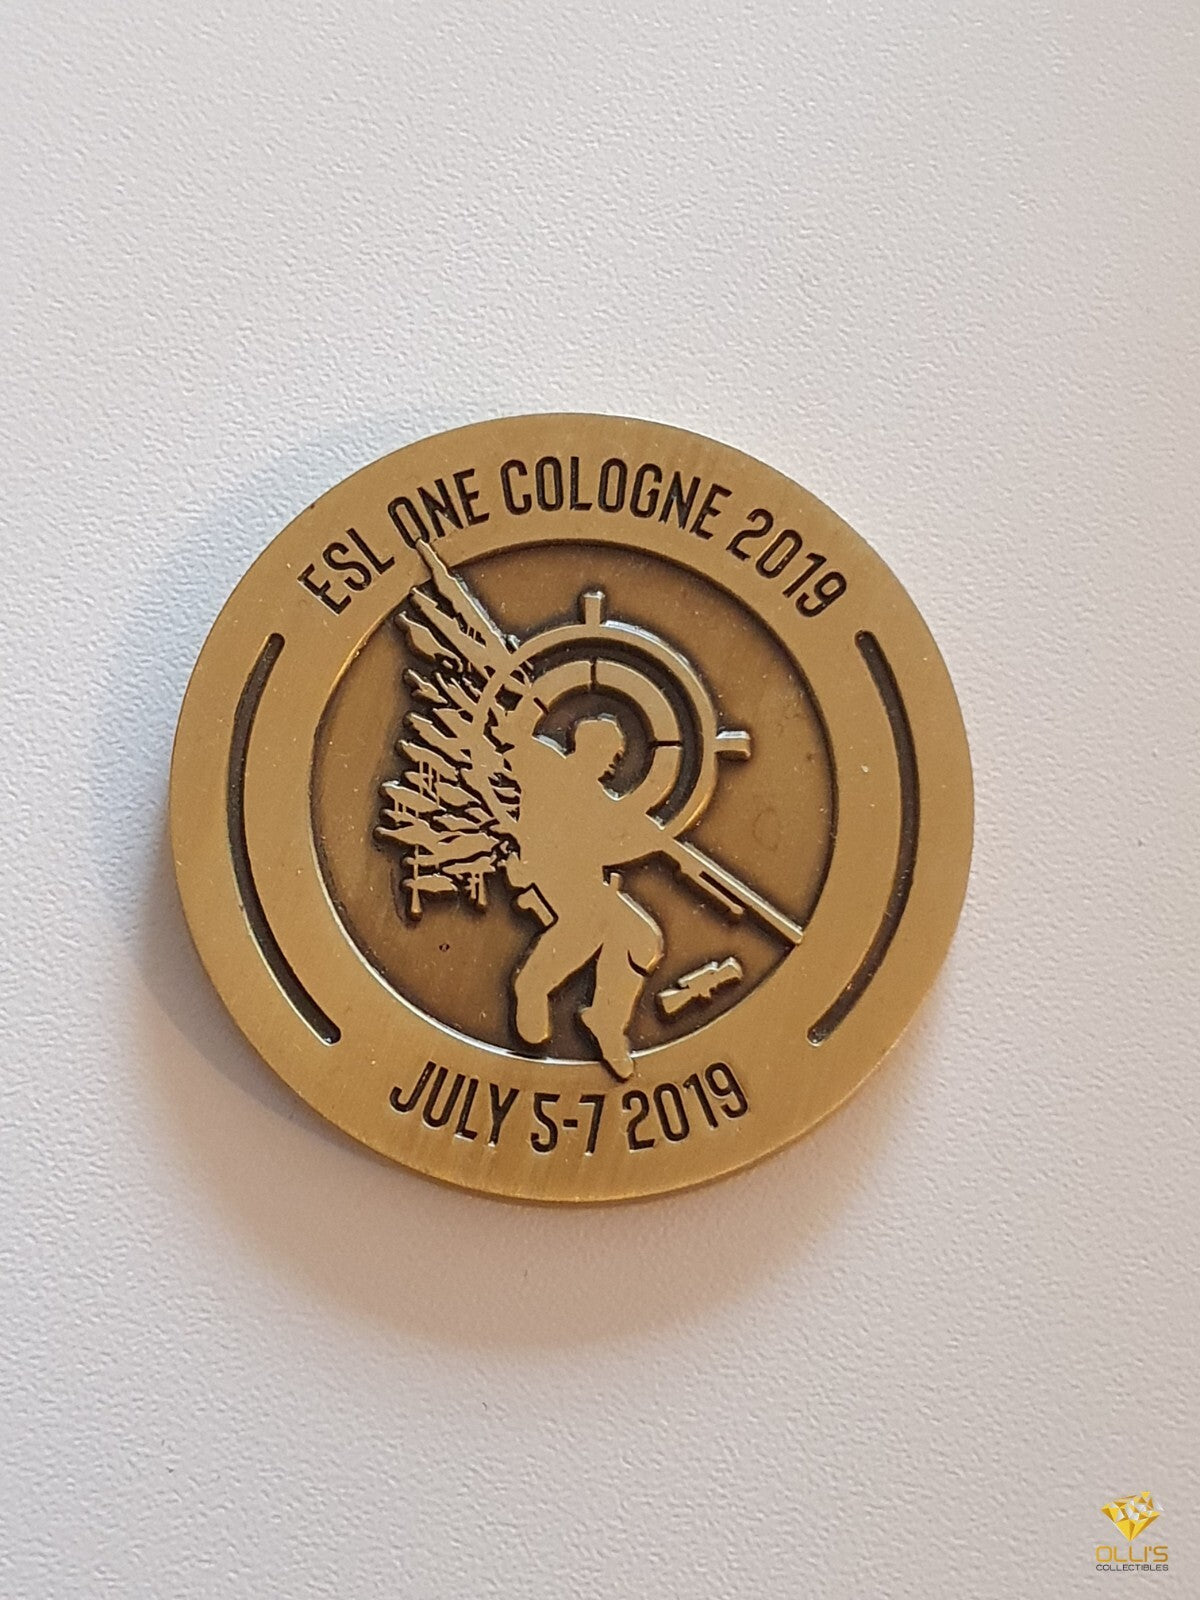 ESL ONE COLOGNE 2019
JULY 5-7 2019
OLLI'S
COLLECTIBLES